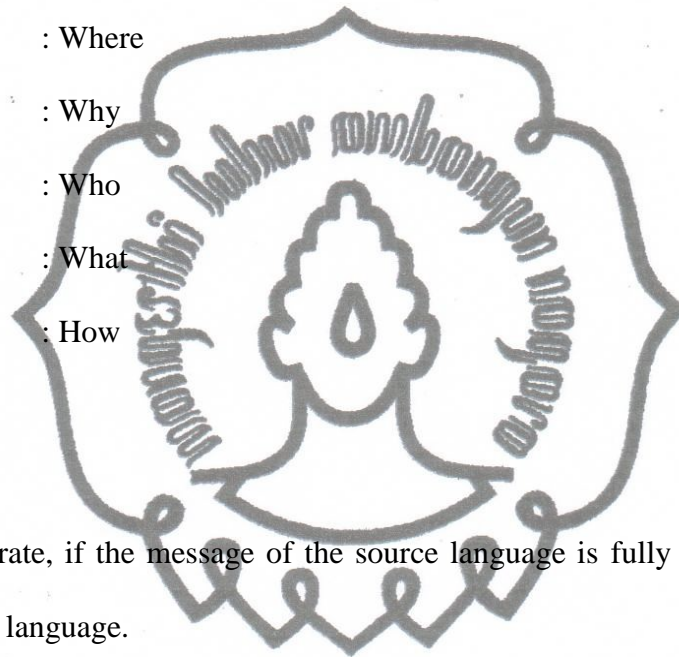 : Where
: Why
: Who
: What
: How
rate, if the message of the source language is fully
language.